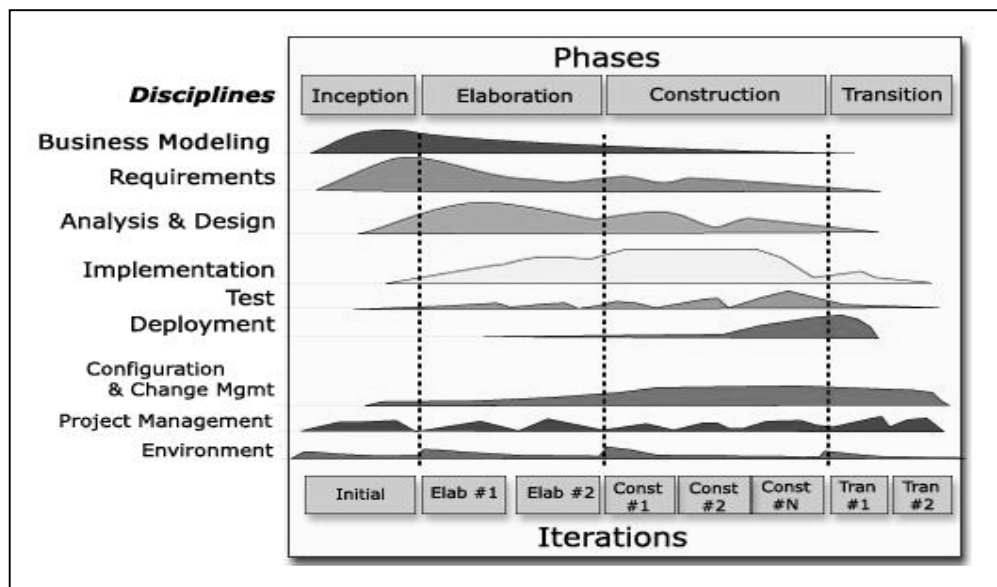 Phases
Disciplines Inception Elaboration Construction Transition
Business Modeling
Requirements
Analysis & Design
Implementation
Test
Deployment
Configuration
& Change Mgmt
Project Management
Environment
Initial Elab #1 Elab #2 Const #1 Const #2 Const #N Tran #1 Tran #2
Iterations